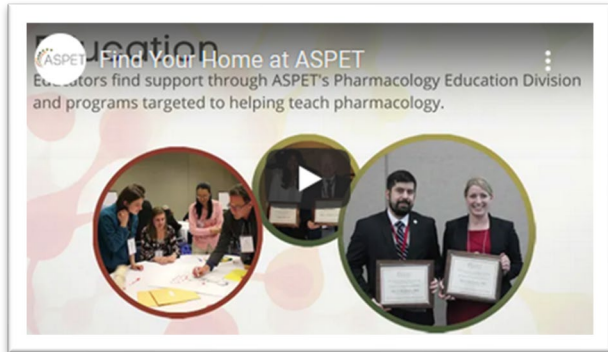 Education
ASPET Find Your Home at ASPET
Educators find support through ASPET's Pharmacology Education Division
and programs targeted to helping teach pharmacology.